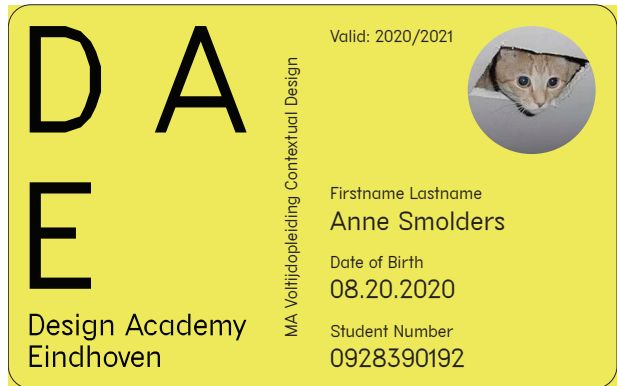 D A
E
Design Academy
Eindhoven
MA Voltijdopleiding Contextual Design
Valid: 2020/2021
Firstname Lastname
Anne Smolders
Date of Birth
08.20.2020
Student Number
0928390192